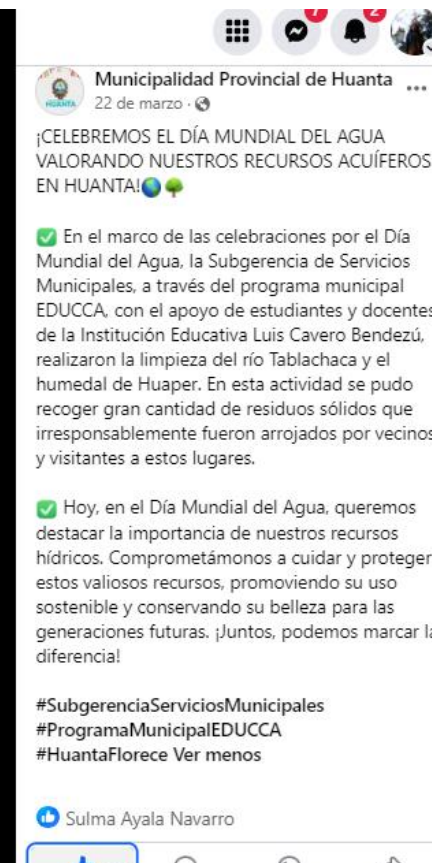 7
2
HUANTA
Municipalidad Provincial de Huanta ...
22 de marzo ·
¡CELEBREMOS EL DÍA MUNDIAL DEL AGUA
VALORANDO NUESTROS RECURSOS ACUÍFEROS
EN HUANTA!🌎🌳
✅ En el marco de las celebraciones por el Día
Mundial del Agua, la Subgerencia de Servicios
Municipales, a través del programa municipal
EDUCCA, con el apoyo de estudiantes y docentes
de la Institución Educativa Luis Cavero Bendezú,
realizaron la limpieza del río Tablachaca y el
humedal de Huaper. En esta actividad se pudo
recoger gran cantidad de residuos sólidos que
irresponsablemente fueron arrojados por vecinos
y visitantes a estos lugares.
✅ Hoy, en el Día Mundial del Agua, queremos
destacar la importancia de nuestros recursos
hídricos. Comprometámonos a cuidar y proteger
estos valiosos recursos, promoviendo su uso
sostenible y conservando su belleza para las
generaciones futuras. ¡Juntos, podemos marcar la
diferencia!
#SubgerenciaServiciosMunicipales
#ProgramaMunicipalEDUCCA
#HuantaFlorece Ver menos
Sulma Ayala Navarro